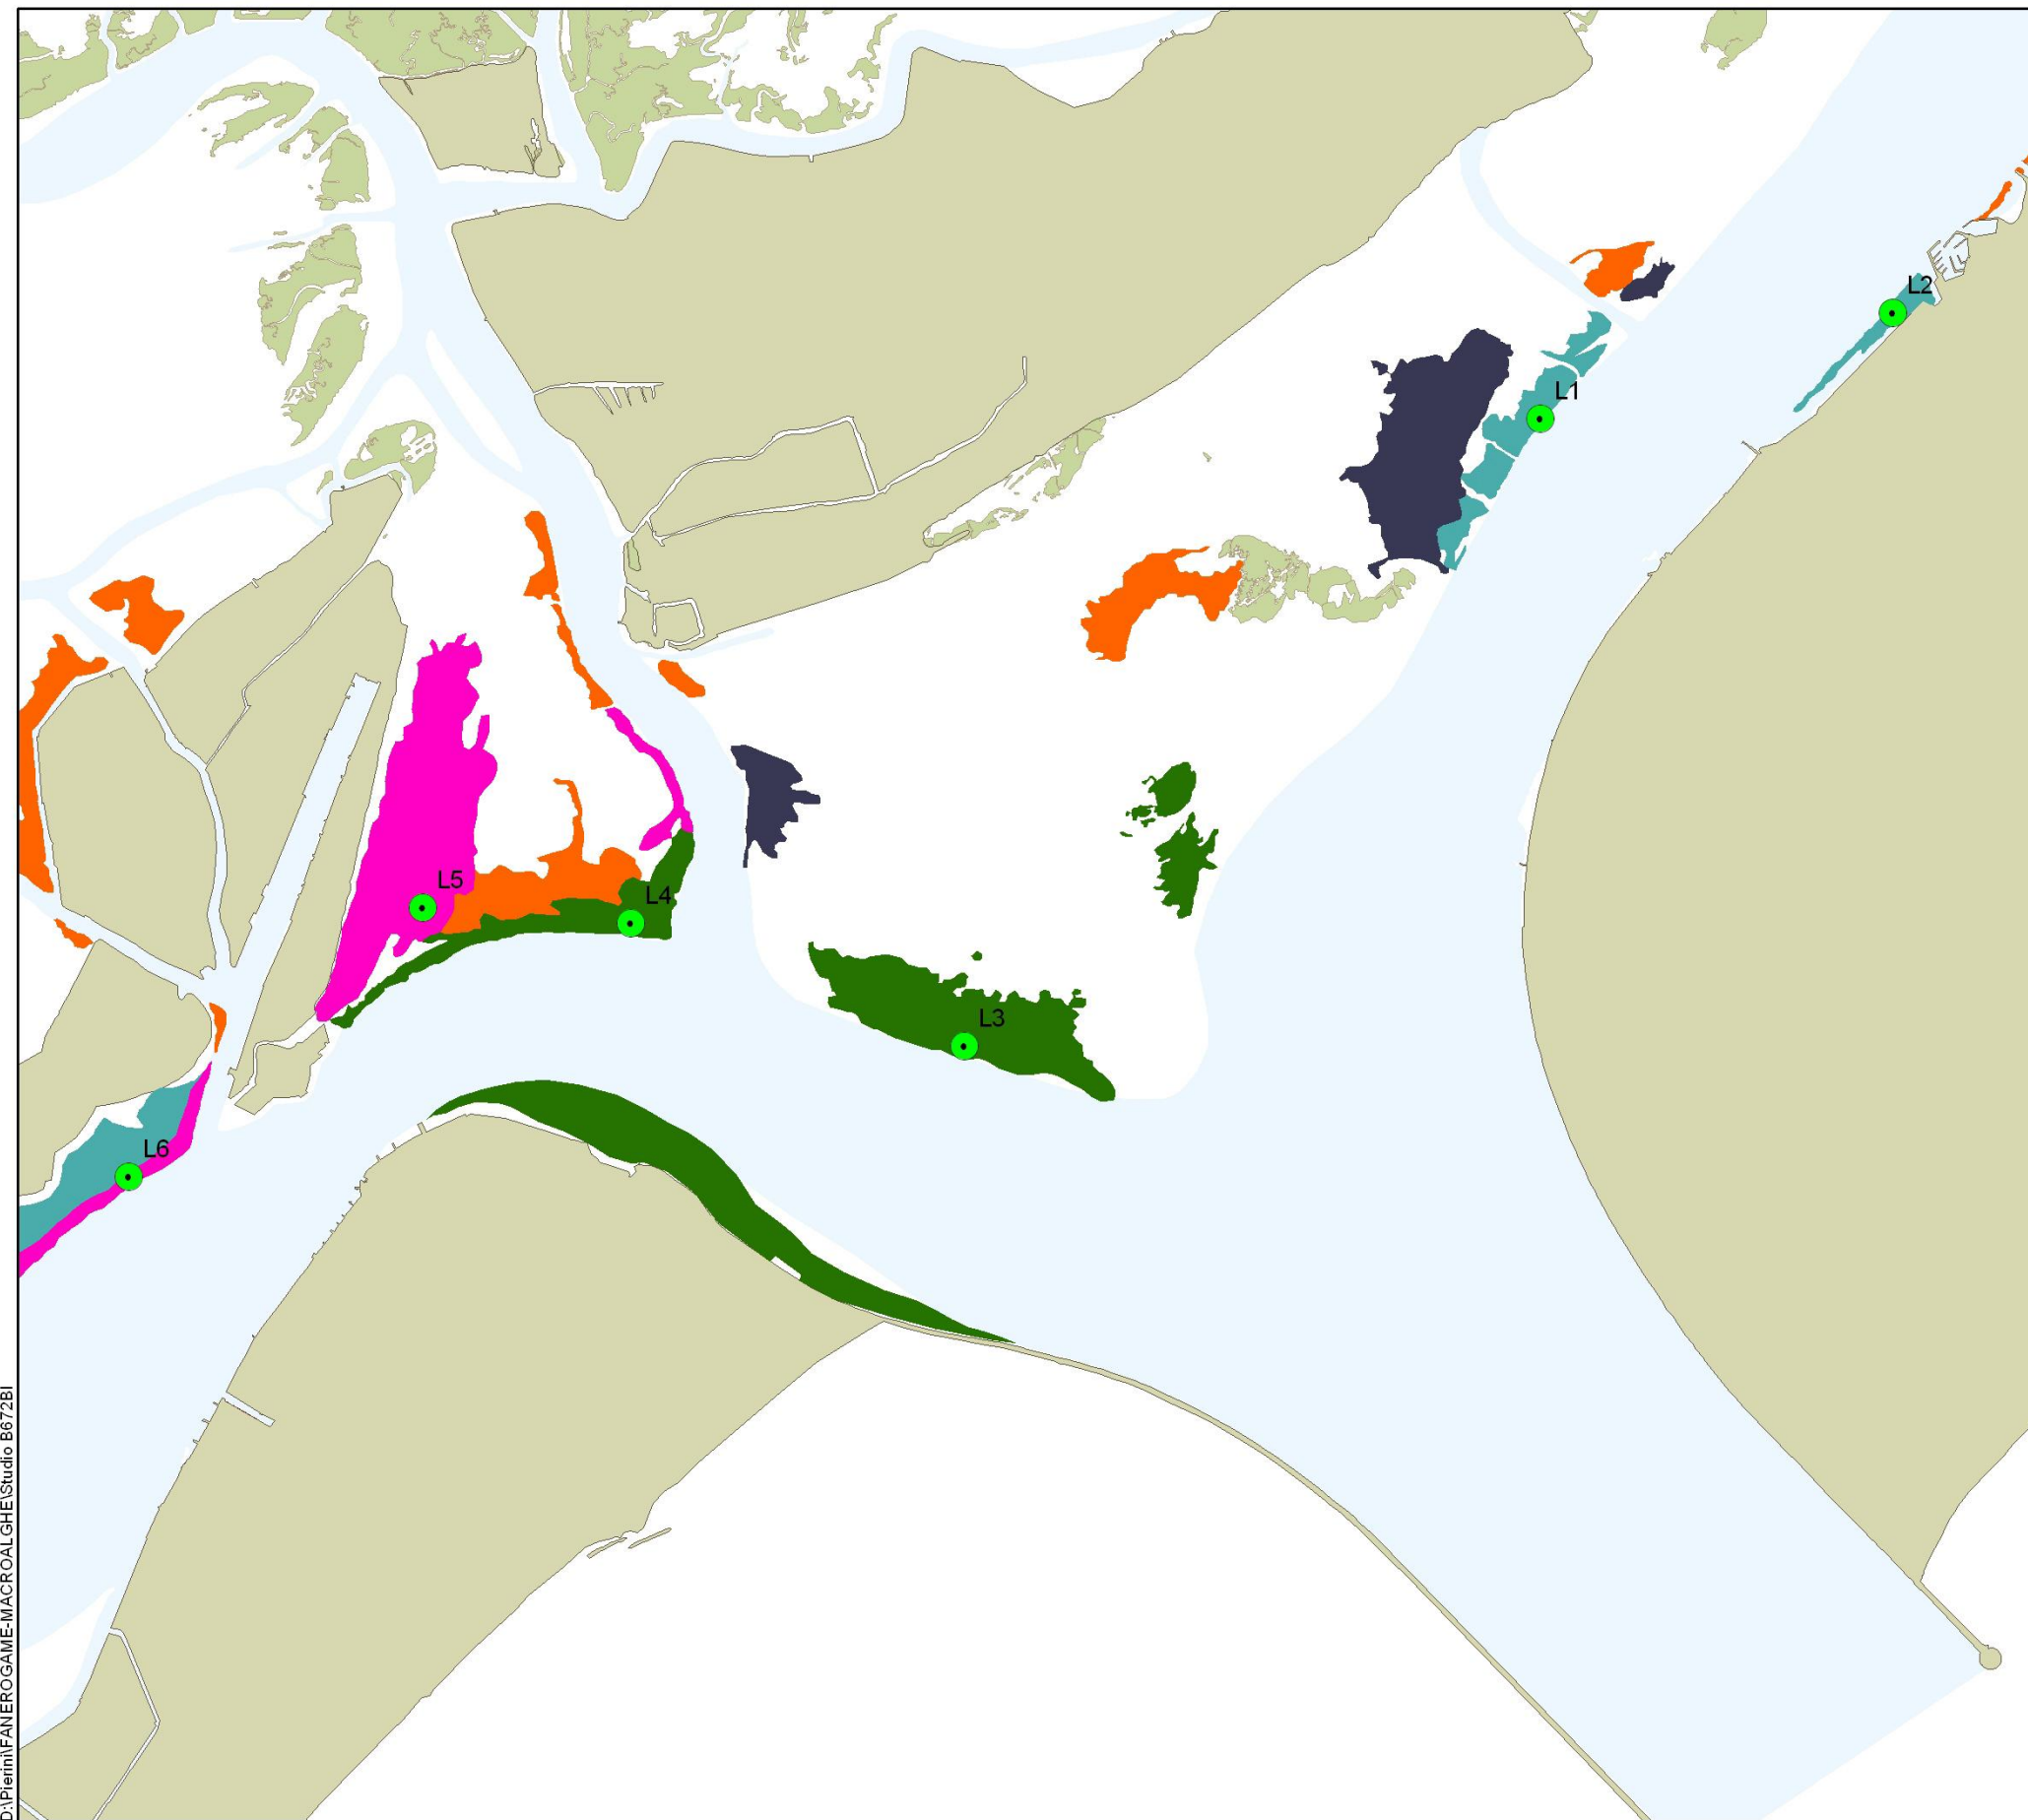 L2
L1
L5
L4
L3
L6
D:\Pierini\FANEROGAME-MACROALGHE\Studio B672BI